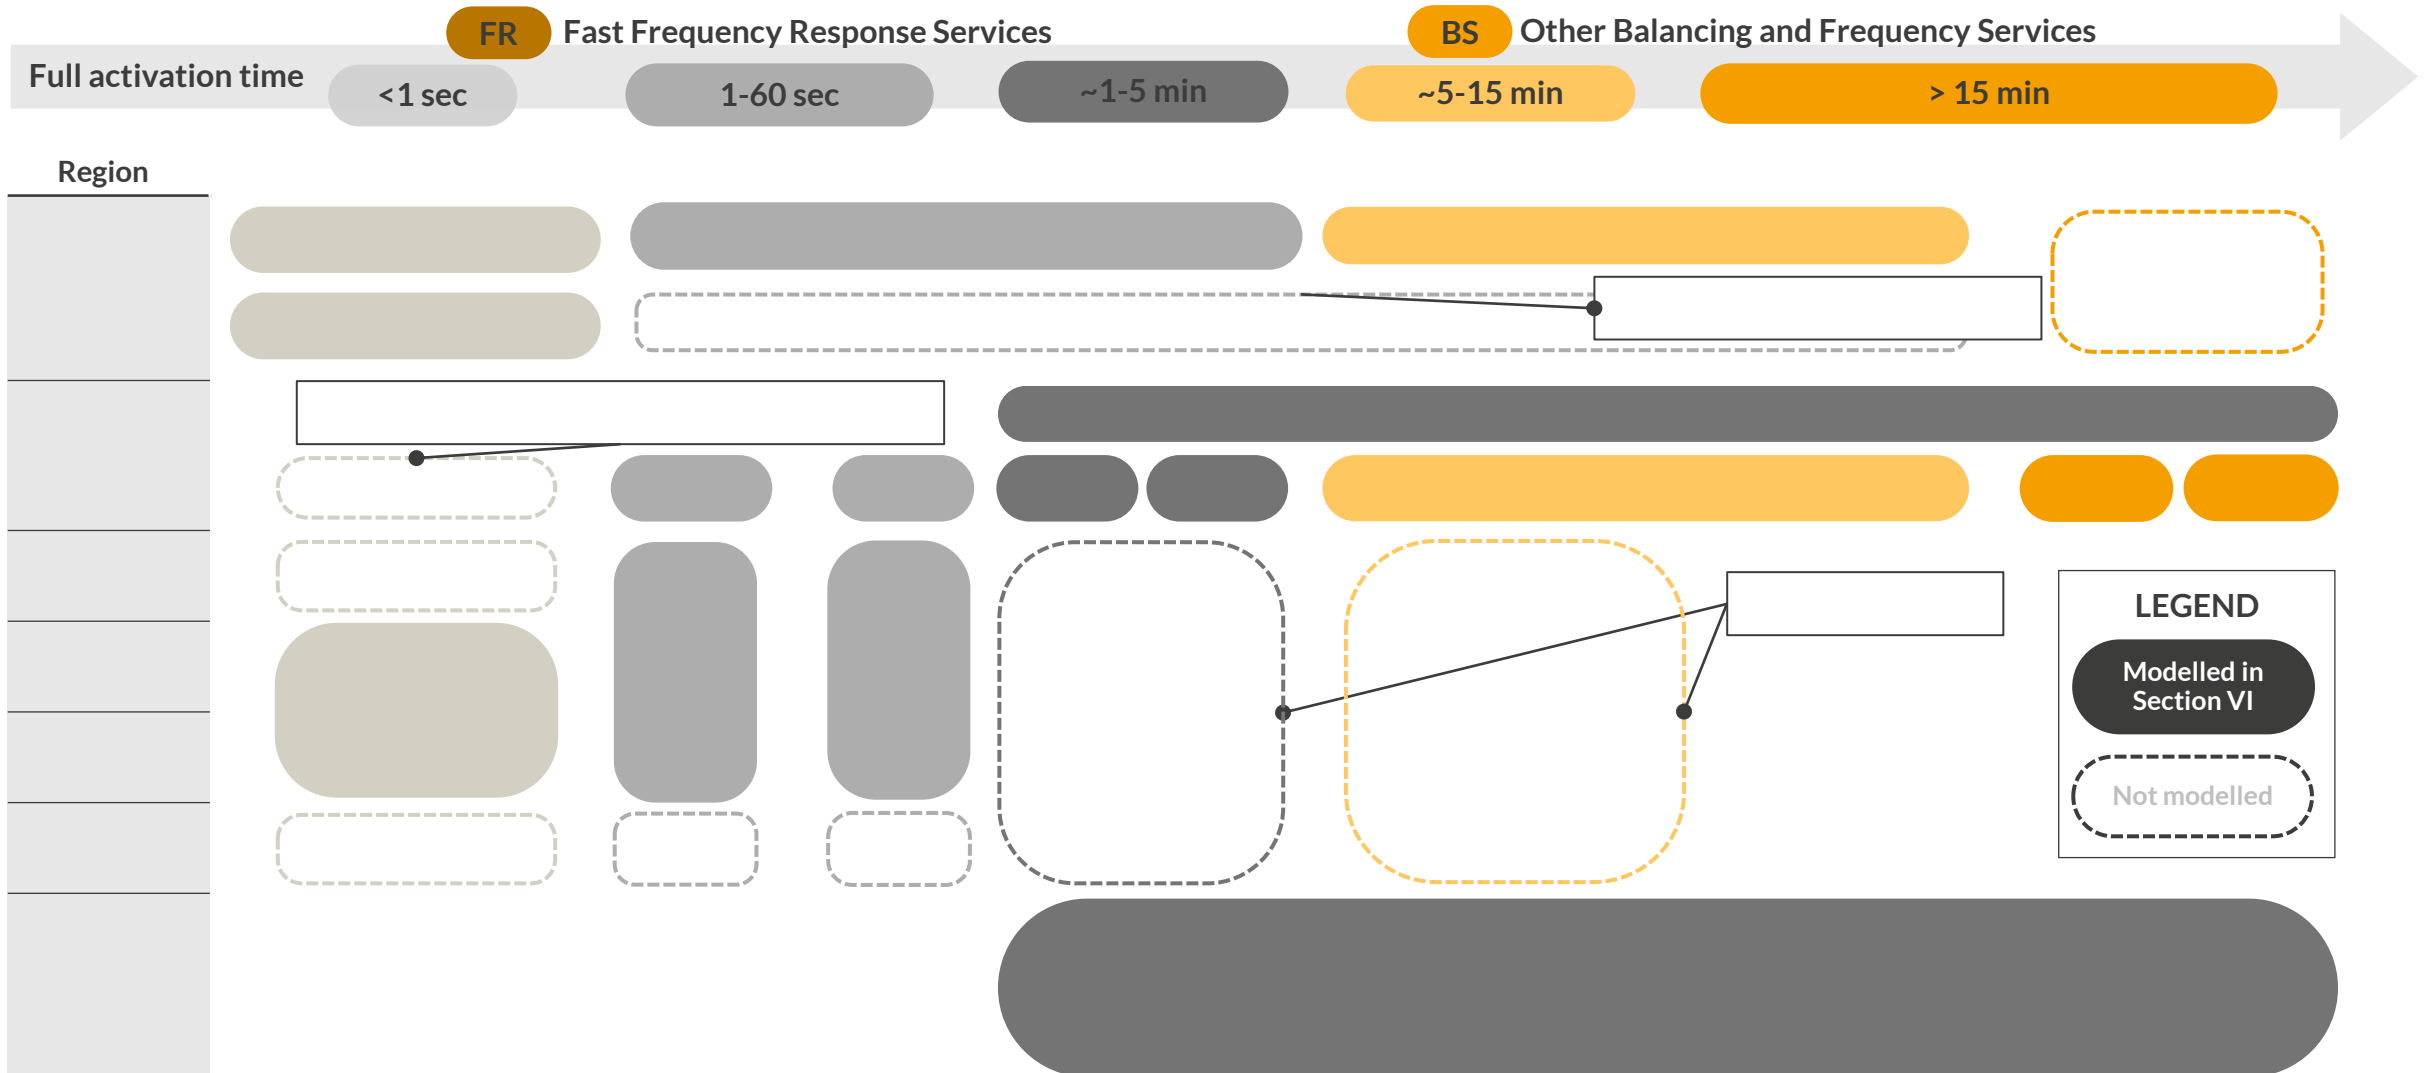 FR Fast Frequency Response Services
BS Other Balancing and Frequency Services
Full activation time
<1 sec
1-60 sec
~1-5 min
~5-15 min
> 15 min
Region
LEGEND
Modelled in
Section VI
Not modelled